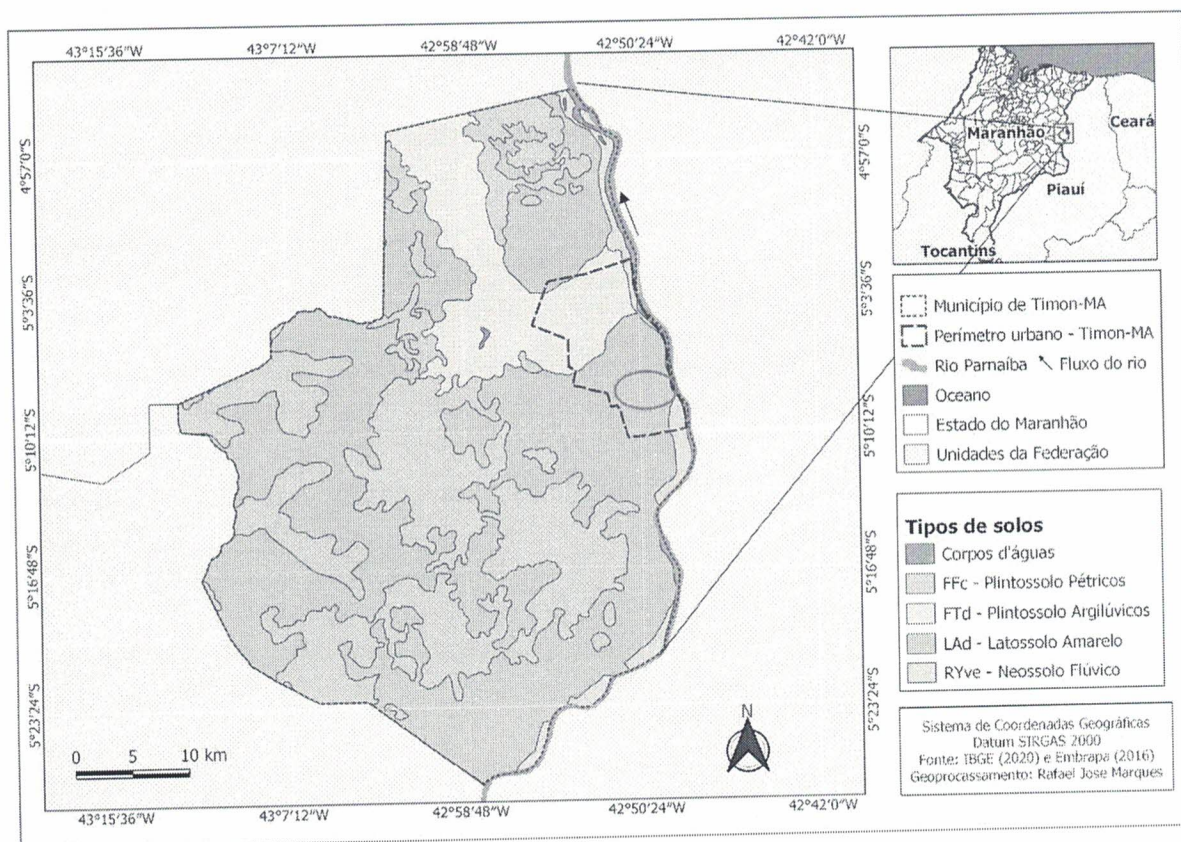 43°15'36"W 43°7'12"W 42°58'48"W 42°50'24"W 42°42'0"W
4°57'0"S
5°3'36"S
5°10'12"S
5°16'48"S
5°23'24"S
4°57'0"S
5°3'36"S
5°10'12"S
5°16'48"S
5°23'24"S
0 5 10 km
N
43°15'36"W 43°7'12"W 42°58'48"W 42°50'24"W 42°42'0"W
Maranhão
Ceará
Piauí
Tocantins
Município de Timon-MA
Perímetro urbano - Timon-MA
Rio Parnaíba Fluxo do rio
Oceano
Estado do Maranhão
Unidades da Federação
Tipos de solos
Corpos d'águas
FFc - Plintossolo Pétricos
FTd - Plintossolo Argilúvicos
LAd - Latossolo Amarelo
RYve - Neossolo Flúvico
Sistema de Coordenadas Geográficas
Datum SIRGAS 2000
Fonte: IBGE (2020) e Embrapa (2016)
Geoprocassamento: Rafael Jose Marques